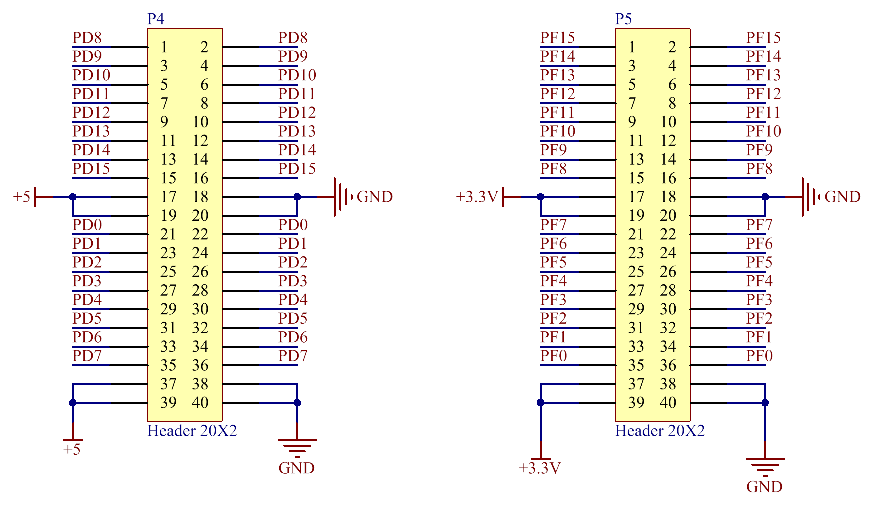 P4
PD8 1 2 PD8
PD9 3 4 PD9
PD10 5 6 PD10
PD11 7 8 PD11
PD12 9 10 PD12
PD13 11 12 PD13
PD14 13 14 PD14
PD15 15 16 PD15
+5 17 18 GND
19 20
PD0 21 22 PD0
PD1 23 24 PD1
PD2 25 26 PD2
PD3 27 28 PD3
PD4 29 30 PD4
PD5 31 32 PD5
PD6 33 34 PD6
PD7 35 36 PD7
37 38
39 40
Header 20X2
+5
GND
P5
PF15 1 2 PF15
PF14 3 4 PF14
PF13 5 6 PF13
PF12 7 8 PF12
PF11 9 10 PF11
PF10 11 12 PF10
PF9 13 14 PF9
PF8 15 16 PF8
+3.3V 17 18 GND
19 20
PF7 21 22 PF7
PF6 23 24 PF6
PF5 25 26 PF5
PF4 27 28 PF4
PF3 29 30 PF3
PF2 31 32 PF2
PF1 33 34 PF1
PF0 35 36 PF0
37 38
39 40
Header 20X2
+3.3V
GND